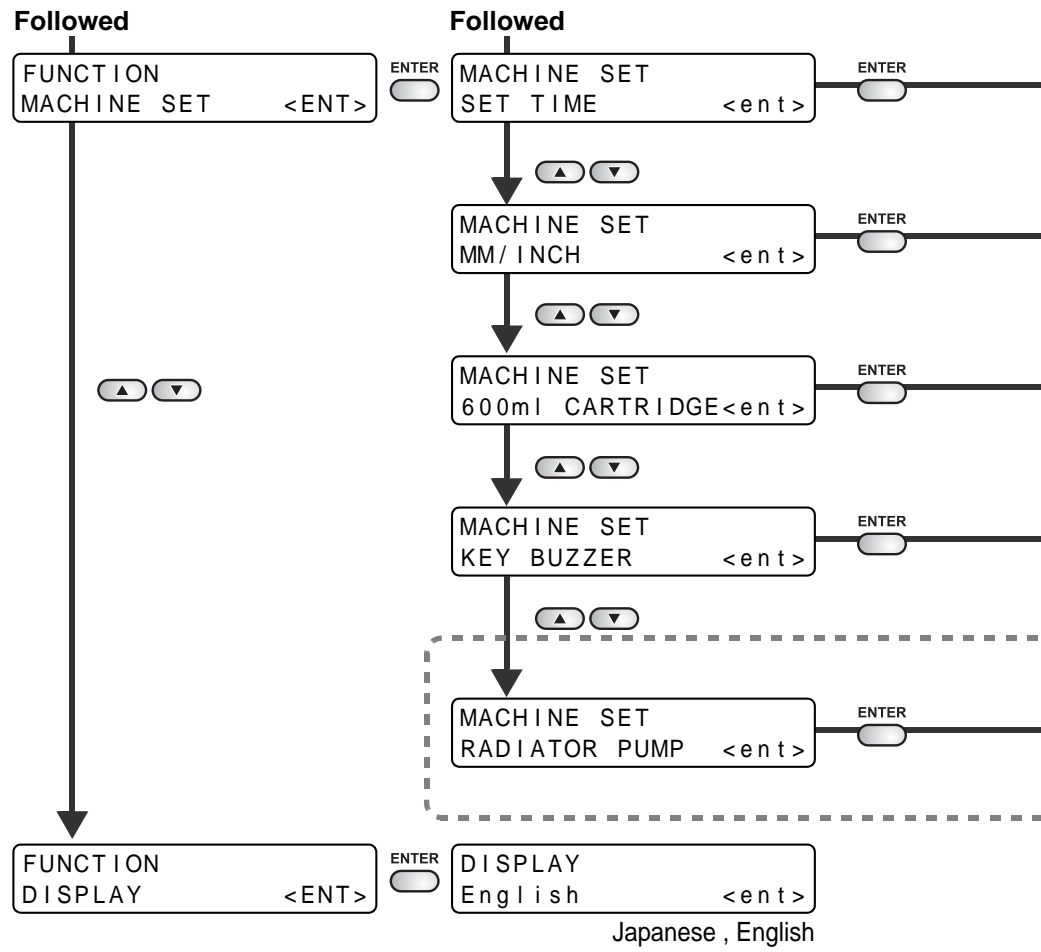 Followed Followed
FUNCTION
MACHINE SET <ENT>
ENTER
MACHINE SET
SET TIME <ent>
ENTER
MACHINE SET
MM/INCH <ent>
ENTER
MACHINE SET
600ml CARTRIDGE<ent>
ENTER
MACHINE SET
KEY BUZZER <ent>
ENTER
MACHINE SET
RADIATOR PUMP <ent>
ENTER
FUNCTION
DISPLAY <ENT>
ENTER
DISPLAY
English <ent>
Japanese , English